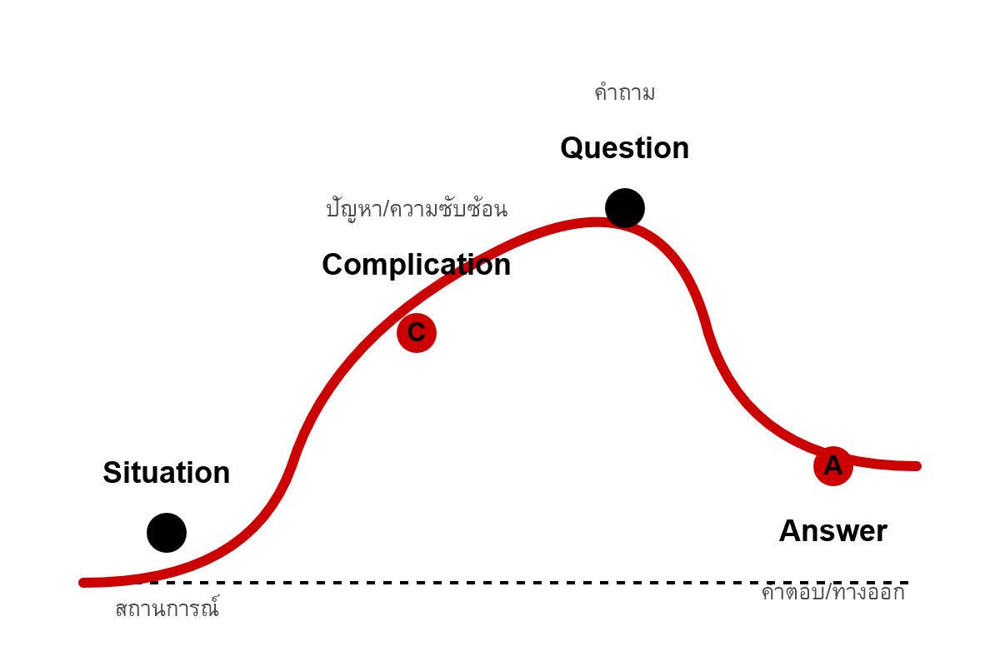 คำถาม
Question
ปัญหา/ความซับซ้อน
Complication
C
Situation
สถานการณ์
A
Answer
คำตอบ/ทางออก